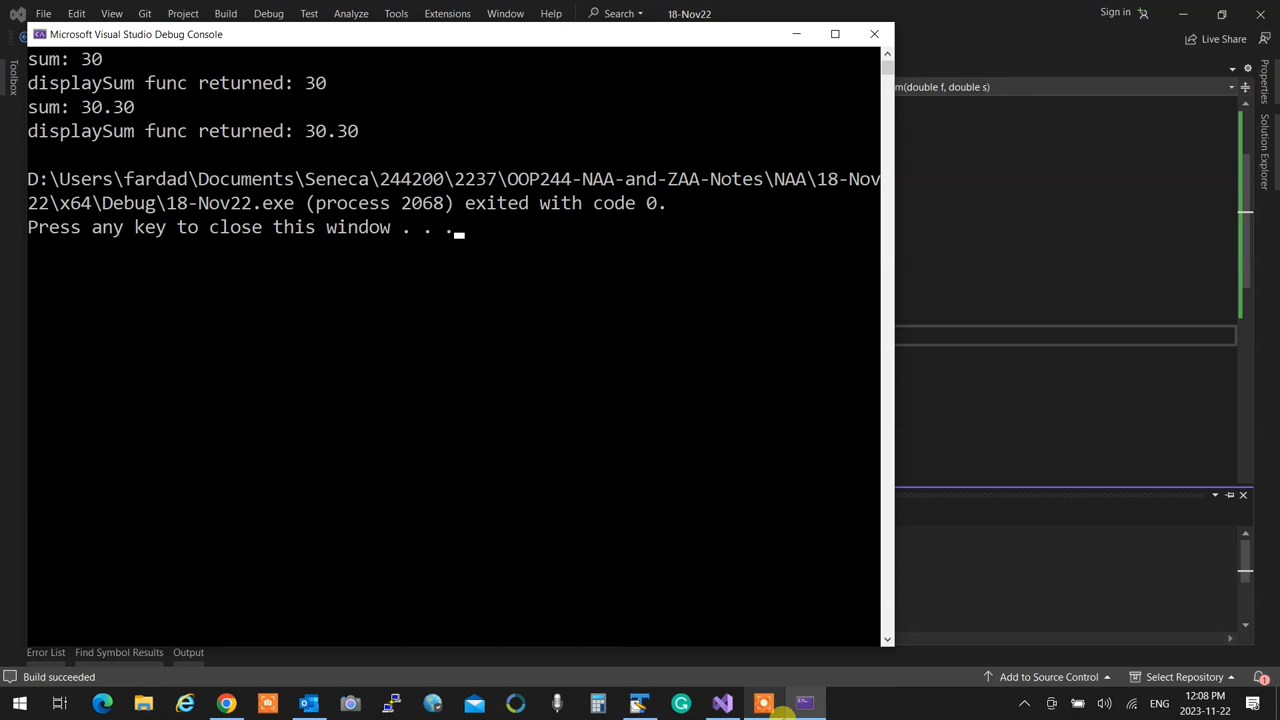 File Edit View Git Project Build Debug Test Analyze Tools Extensions Window Help Search 18-Nov22 Sign in
Microsoft Visual Studio Debug Console
Live Share
sum: 30
displaySum func returned: 30
sum: 30.30
displaySum func returned: 30.30
D:\Users\fardad\Documents\Seneca\244200\2237\OOP244-NAA-and-ZAA-Notes\NAA\18-Nov
22\x64\Debug\18-Nov22.exe (process 2068) exited with code 0.
Press any key to close this window . . .
Toolbox
m(double f, double s)
Properties
Solution Explorer
Error List Find Symbol Results Output
Build succeeded
Add to Source Control Select Repository 1
ENG 12:08 PM
2023-11-22